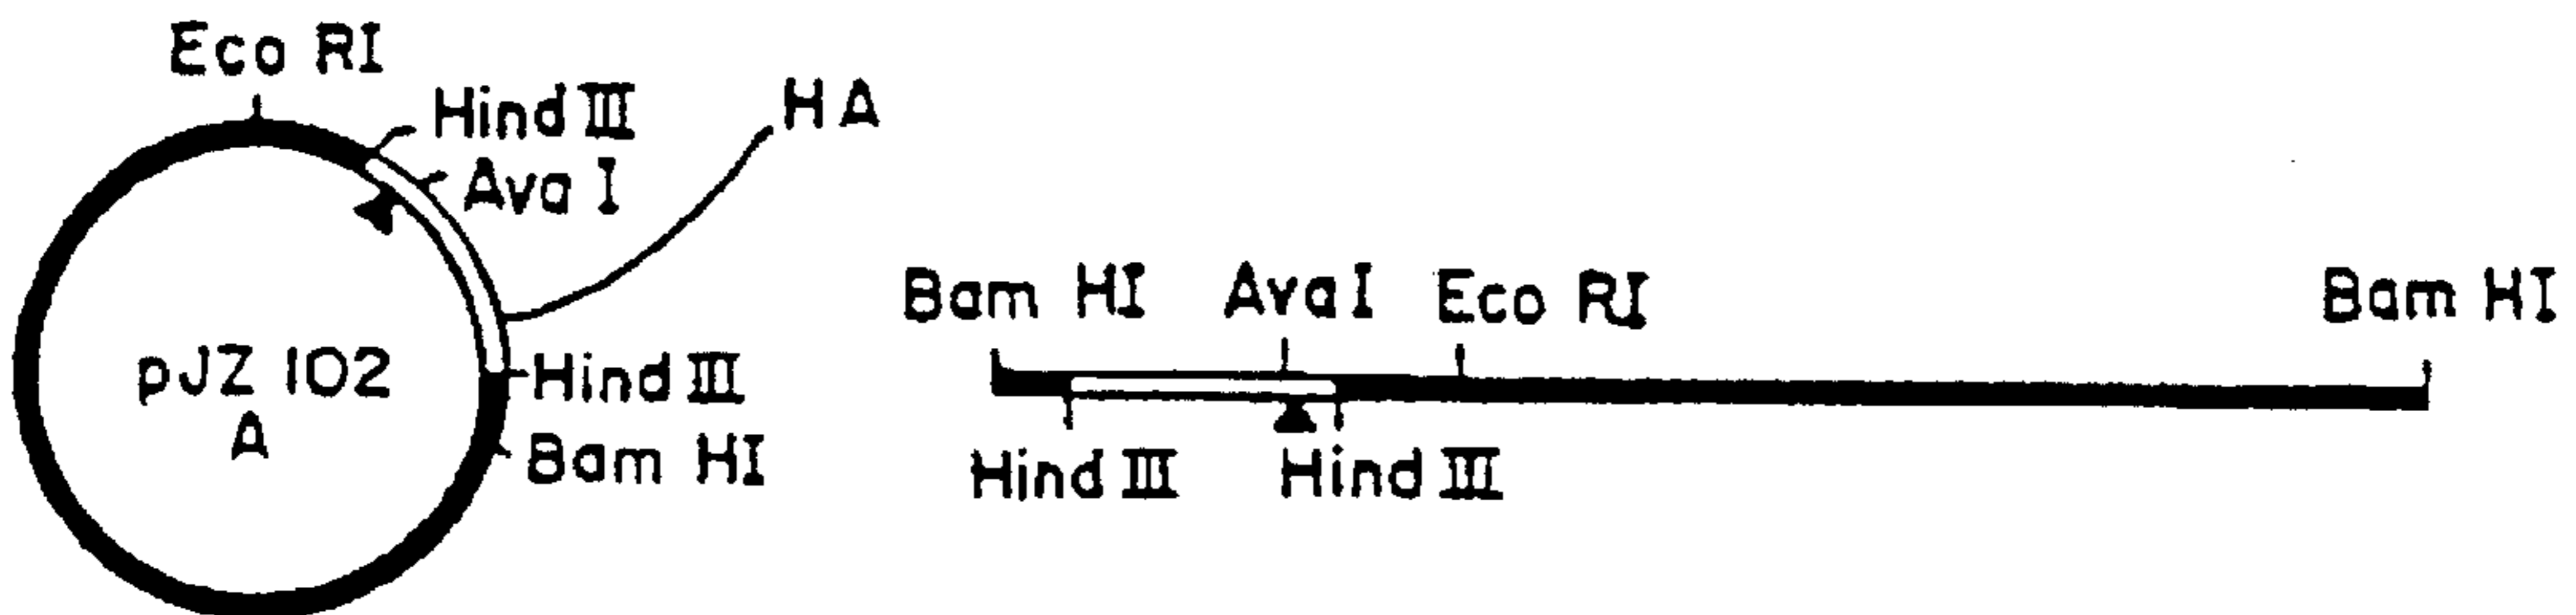 Eco RI
Hind III
HA
Ava I
pJZ 102
A
Hind III
Bam HI
Bam HI
Ava I
Eco RI
Bam HI
Hind III
Hind III